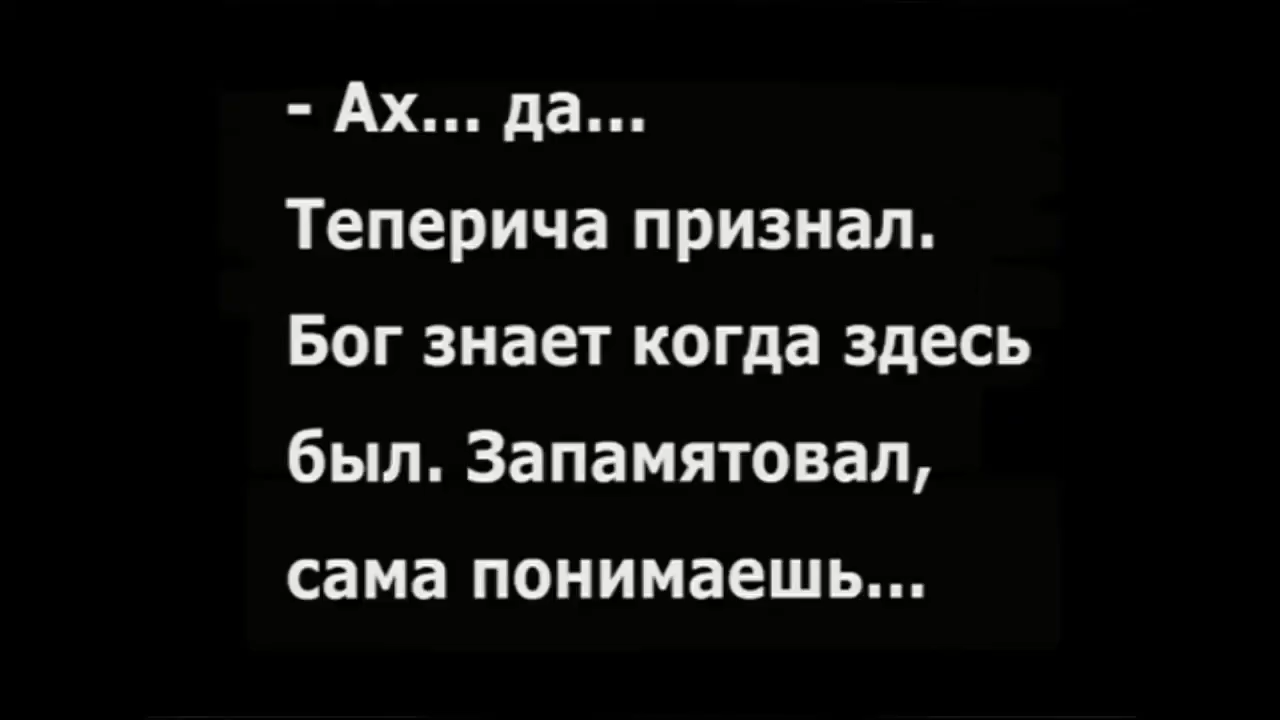 - Ах... да...
Теперича признал.
Бог знает когда здесь
был. Запамятовал,
сама понимаешь...